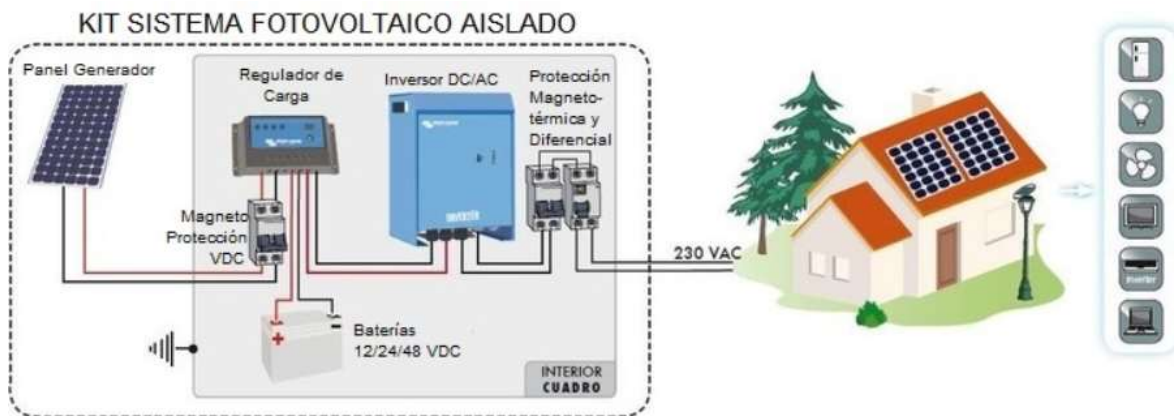 KIT SISTEMA FOTOVOLTAICO AISLADO
Panel Generador
Regulador de
Carga
Inversor DC/AC
Protección
Magneto-
térmica y
Diferencial
Magneto
Protección
VDC
INVERTER
230 VAC
Baterías
12/24/48 VDC
INTERIOR
CUADRO